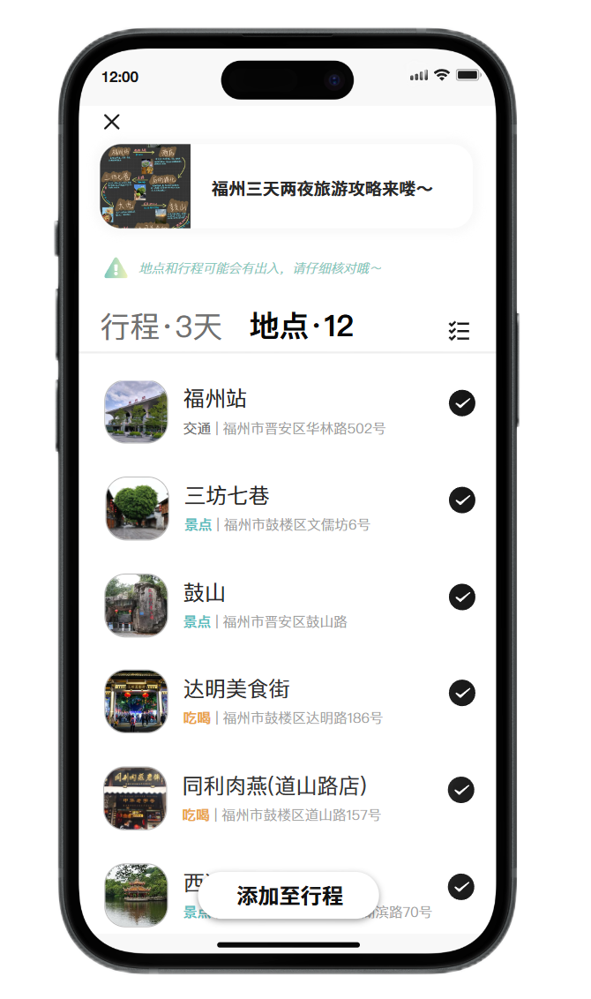 12:00
福州三天两夜旅游攻略来喽～
地点和行程可能会有出入，请仔细核对哦～
行程·3天 地点·12
福州站
交通 | 福州市晋安区华林路502号
三坊七巷
景点 | 福州市鼓楼区文儒坊6号
鼓山
景点 | 福州市晋安区鼓山路
达明美食街
吃喝 | 福州市鼓楼区达明路186号
同利肉燕(道山路店)
吃喝 | 福州市鼓楼区道山路157号
西
景点 滨路70号
添加至行程